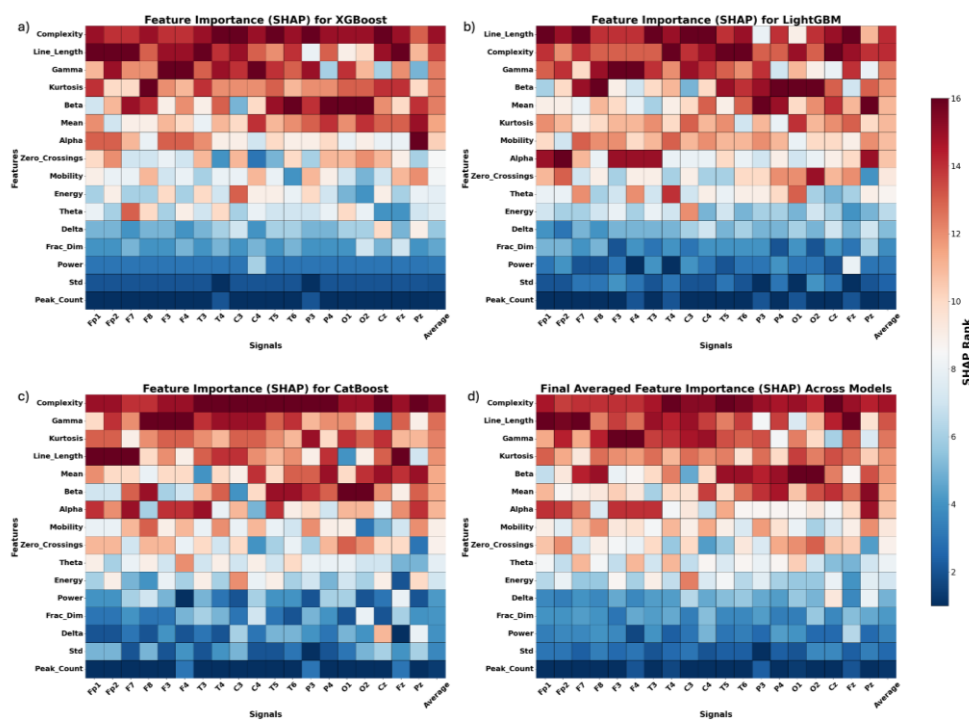 a) Feature Importance (SHAP) for XGBoost
Complexity
Line_Length
Gamma
Kurtosis
Beta
Mean
Alpha
Zero_Crossings
Mobility
Energy
Theta
Delta
Frac_Dim
Power
Std
Peak_Count
Features
Fp1 Fp2 F7 F8 F3 F4 T3 T4 C3 C4 T5 T6 P3 P4 O1 O2 Cz Fz Pz Average
Signals
b) Feature Importance (SHAP) for LightGBM
Line_Length
Complexity
Gamma
Beta
Mean
Kurtosis
Mobility
Alpha
Zero_Crossings
Theta
Energy
Delta
Frac_Dim
Power
Std
Peak_Count
Features
Fp1 Fp2 F7 F8 F3 F4 T3 T4 C3 C4 T5 T6 P3 P4 O1 O2 Cz Fz Pz Average
Signals
c) Feature Importance (SHAP) for CatBoost
Complexity
Gamma
Kurtosis
Line_Length
Mean
Beta
Alpha
Mobility
Zero_Crossings
Theta
Energy
Power
Frac_Dim
Delta
Std
Peak_Count
Features
Fp1 Fp2 F7 F8 F3 F4 T3 T4 C3 C4 T5 T6 P3 P4 O1 O2 Cz Fz Pz Average
Signals
d) Final Averaged Feature Importance (SHAP) Across Models
Complexity
Line_Length
Gamma
Kurtosis
Beta
Mean
Alpha
Mobility
Zero_Crossings
Theta
Energy
Delta
Frac_Dim
Power
Std
Peak_Count
Features
Fp1 Fp2 F7 F8 F3 F4 T3 T4 C3 C4 T5 T6 P3 P4 O1 O2 Cz Fz Pz Average
Signals
16
14
12
10
8
6
4
2
SHAP Rank